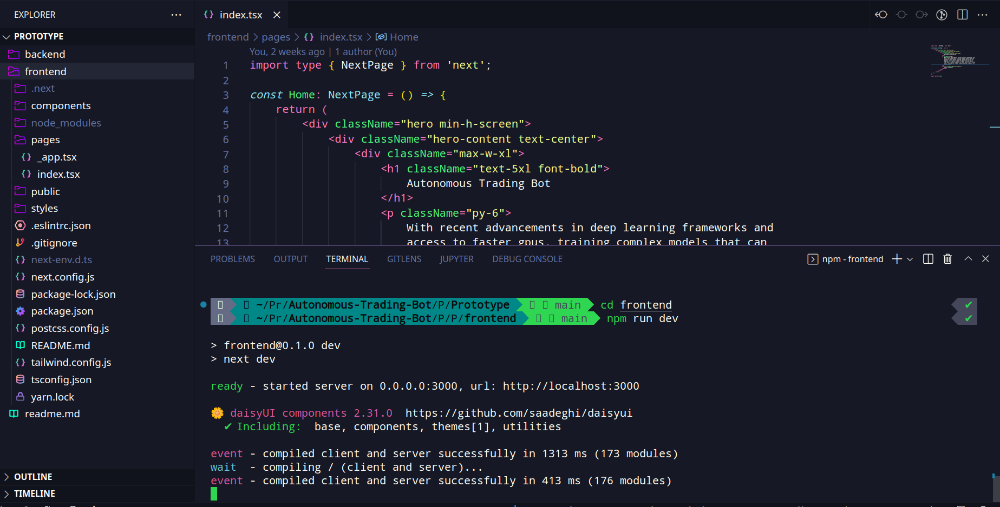 EXPLORER
PROTOTYPE
backend
frontend
.next
components
node_modules
pages
_app.tsx
index.tsx
public
styles
.eslintrc.json
.gitignore
next-env.d.ts
next.config.js
package-lock.json
package.json
postcss.config.js
README.md
tailwind.config.js
tsconfig.json
yarn.lock
readme.md
OUTLINE
TIMELINE
index.tsx
frontend > pages > {} index.tsx > Home
You, 2 weeks ago | 1 author (You)
1 import type { NextPage } from 'next';
2
3 const Home: NextPage = () => {
4 return (
5 <div className="hero min-h-screen">
6 <div className="hero-content text-center">
7 <div className="max-w-xl">
8 <h1 className="text-5xl font-bold">
9 Autonomous Trading Bot
10 </h1>
11 <p className="py-6">
12 With recent advancements in deep learning frameworks and
13 access to faster gpus, training complex models that can
PROBLEMS OUTPUT TERMINAL GITLENS JUPYTER DEBUG CONSOLE npm - frontend
~/Pr/Autonomous-Trading-Bot/P/Prototype main cd frontend ✔
~/Pr/Autonomous-Trading-Bot/P/P/frontend main npm run dev ✔
> frontend@0.1.0 dev
> next dev
ready - started server on 0.0.0.0:3000, url: http://localhost:3000
🌼 daisyUI components 2.31.0 https://github.com/saadeghi/daisyui
✔ Including: base, components, themes[1], utilities
event - compiled client and server successfully in 1313 ms (173 modules)
wait - compiling / (client and server)...
event - compiled client and server successfully in 413 ms (176 modules)